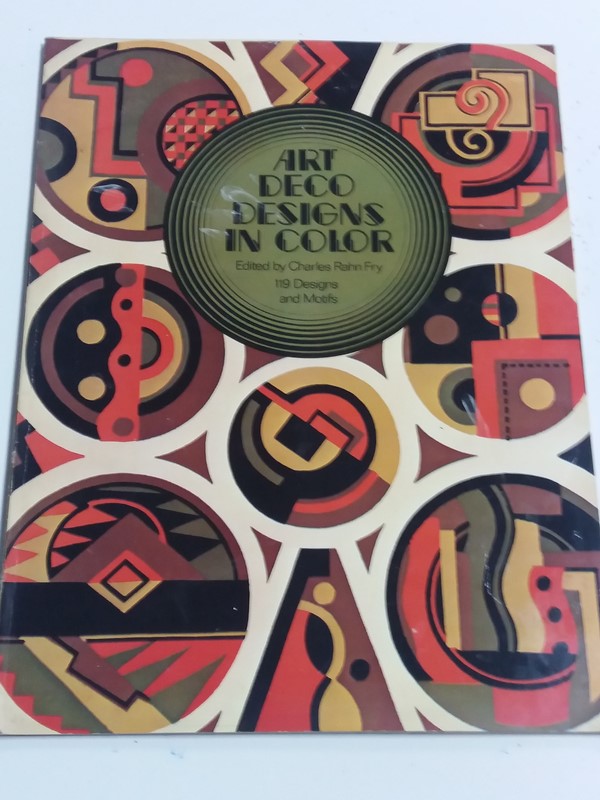 ART
DECO
DESIGNS
IN COLOR
Edited by Charles Rahn Fry
119 Designs
and Motifs